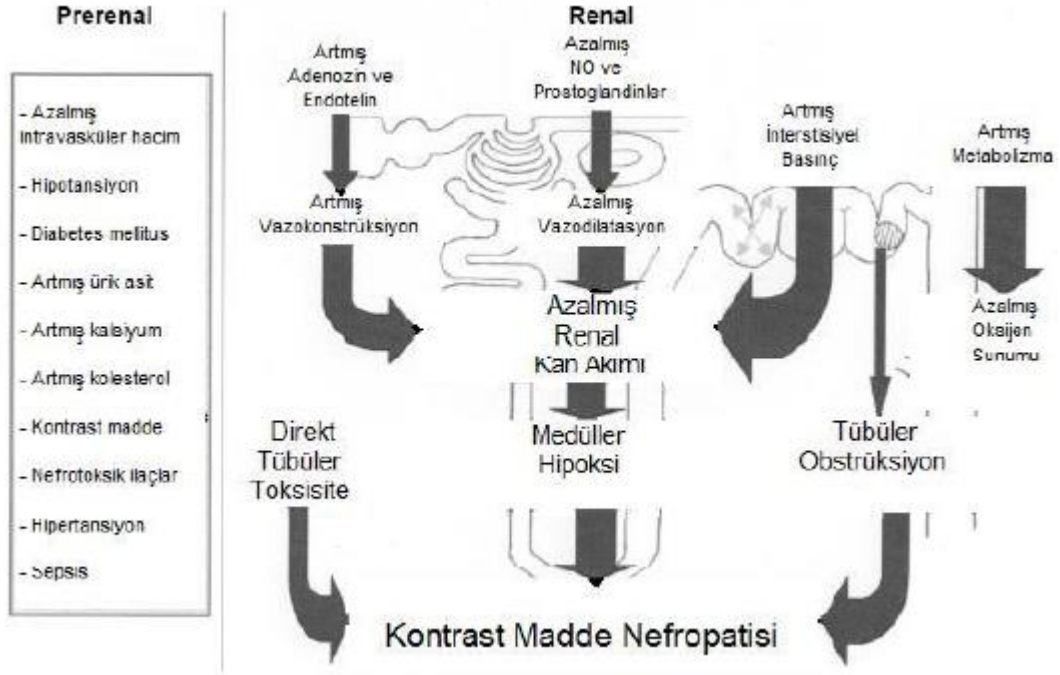 Prerenal
- Azalmış
intravasküler hacim
- Hipotansiyon
- Diabetes mellitus
- Artmış ürik asit
- Artmış kalsiyum
- Artmış kolesterol
- Kontrast madde
- Nefrotoksik ilaçlar
- Hipertansiyon
- Sepsis
Renal
Artmış
Adenozin ve
Endotelin
Azalmış
NO ve
Prostoglandinler
Artmış
İnterstisiyel
Basınç
Artmış
Metabolizma
Artmış
Vazokonstrüksiyon
Azalmış
Vazodilatasyon
Azalmış
Renal
Kan Akımı
Azalmış
Oksijen
Sunumu
Direkt
Tübüler
Toksisite
Medüller
Hipoksi
Tübüler
Obstrüksiyon
Kontrast Madde Nefropatisi